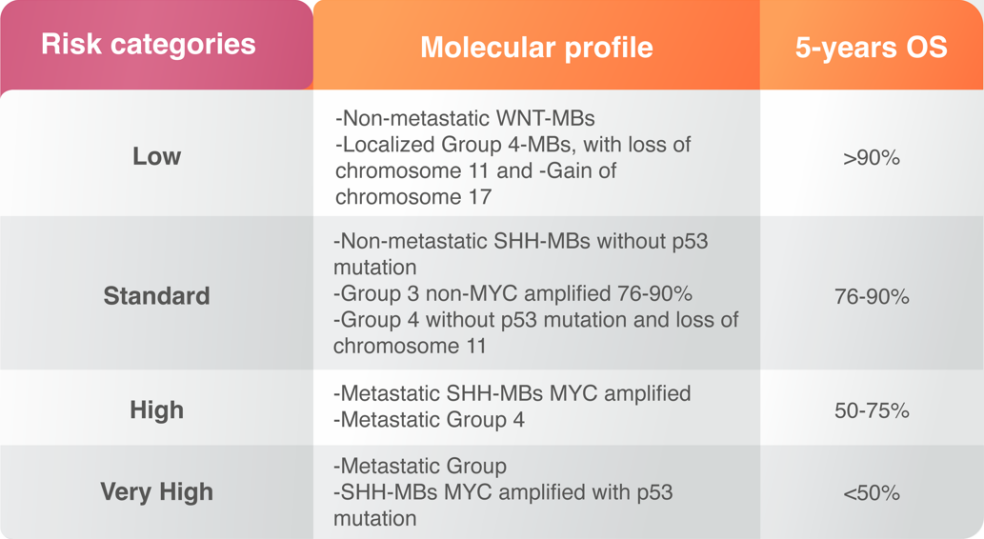 Risk categories
Molecular profile
5-years OS
Low
-Non-metastatic WNT-MBs
-Localized Group 4-MBs, with loss of
chromosome 11 and -Gain of
chromosome 17
>90%
Standard
-Non-metastatic SHH-MBs without p53
mutation
-Group 3 non-MYC amplified 76-90%
-Group 4 without p53 mutation and loss of
chromosome 11
76-90%
High
-Metastatic SHH-MBs MYC amplified
-Metastatic Group 4
50-75%
Very High
-Metastatic Group
-SHH-MBs MYC amplified with p53
mutation
<50%